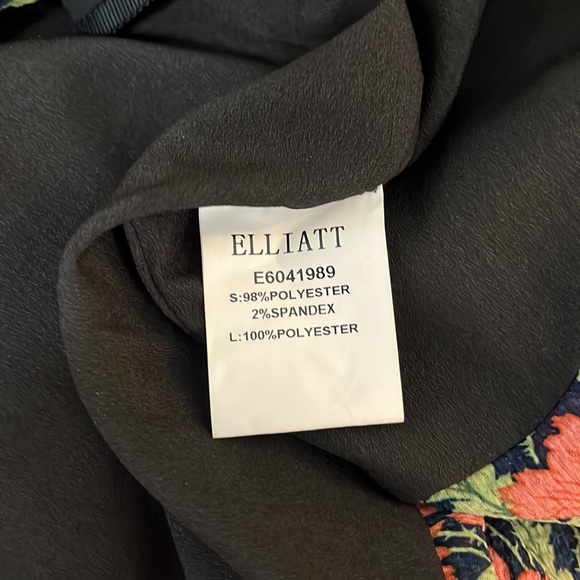 ELLIATT
E6041989
S:98%POLYESTER
2%SPANDEX
L:100%POLYESTER